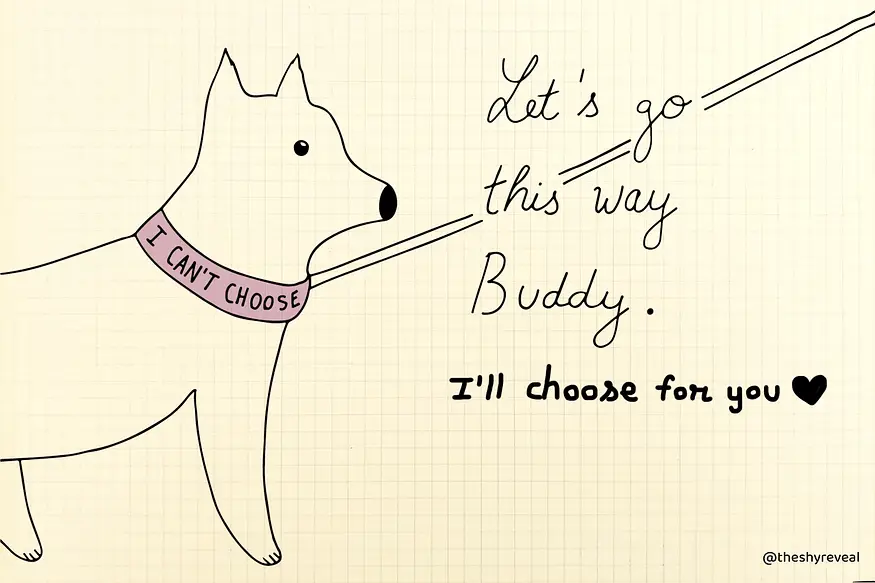 I CAN'T CHOOSE
Let's go
this way
Buddy.
I'll choose for you ♥
@theshyreveal